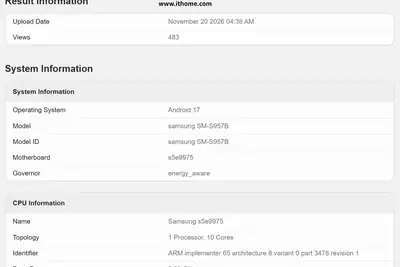 Result Information
www.ithome.com
Upload Date November 20 2026 04:38 AM
Views 483
System Information
System Information
Operating System Android 17
Model samsung SM-S957B
Model ID samsung SM-S957B
Motherboard s5e9975
Governor energy_aware
CPU Information
Name Samsung s5e9975
Topology 1 Processor, 10 Cores
Identifier ARM implementer 65 architecture 8 variant 0 part 3478 revision 1